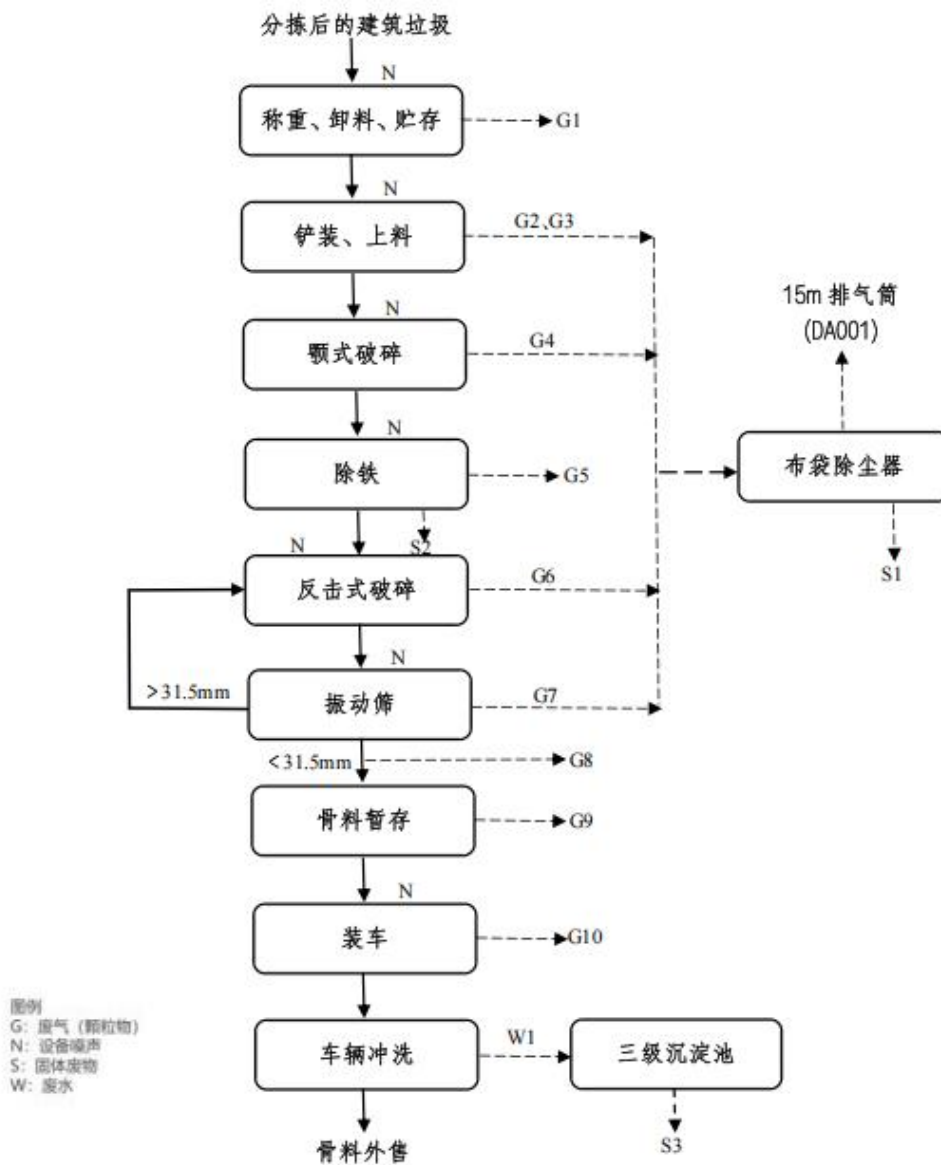 分拣后的建筑垃圾
N
称重、卸料、贮存
G1
N
铲装、上料
G2、G3
N
颚式破碎
G4
15m 排气筒
(DA001)
N
除铁
G5
布袋除尘器
S2
S1
N
反击式破碎
G6
N
>31.5mm
振动筛
G7
<31.5mm
G8
骨料暂存
G9
N
装车
G10
图例
G：废气（颗粒物）
N：设备噪声
S：固体废物
W：废水
车辆冲洗
W1
三级沉淀池
S3
骨料外售